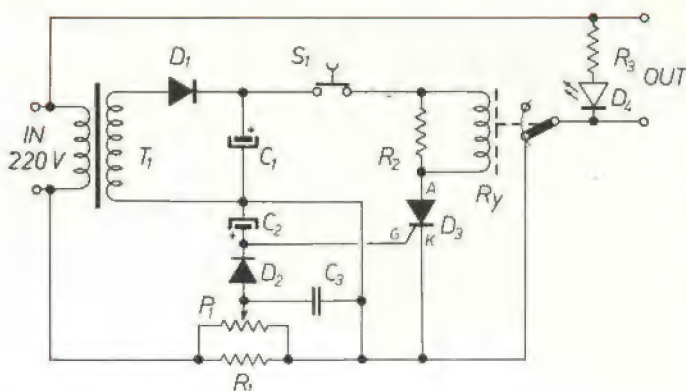 D1
S1
R3
OUT
D4
IN
220 V
T1
+
C1
R2
Ry
A
G
K
D3
+
C2
D2
C3
P1
R1